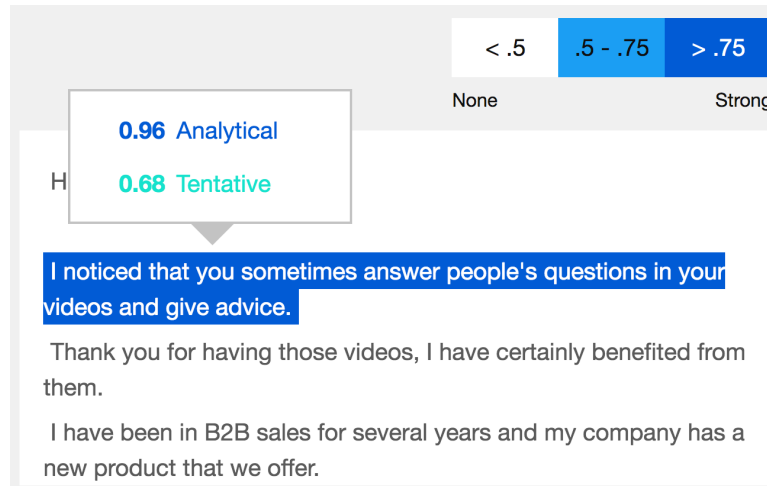 < .5 .5 - .75 > .75
None Strong
0.96 Analytical
0.68 Tentative
H
I noticed that you sometimes answer people's questions in your
videos and give advice.
Thank you for having those videos, I have certainly benefited from
them.
I have been in B2B sales for several years and my company has a
new product that we offer.